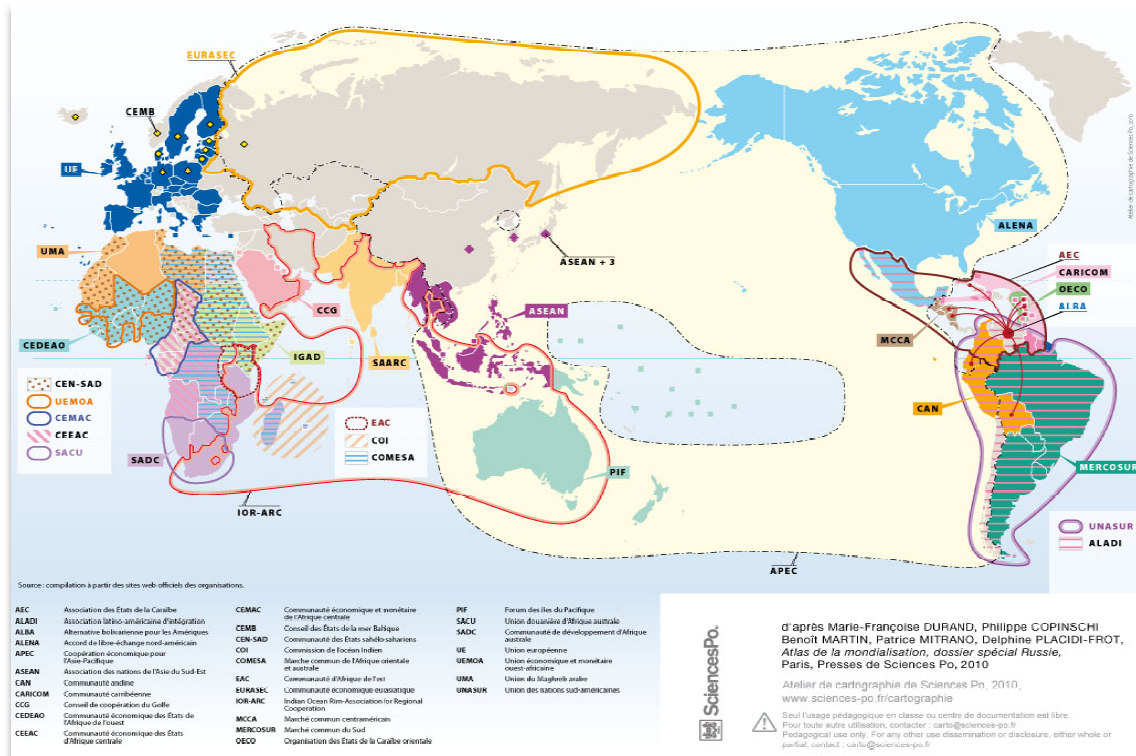 EURASEC
CEMB
UE
UMA
CEDEAO
CCG
IGAD
SAARC
ASEAN
ASEAN + 3
ALENA
AEC
CARICOM
OECO
ALBA
MCCA
CAN
MERCOSUR
PIF
SADC
IOR-ARC
APEC
CEN-SAD
UEMOA
CEMAC
CEEAC
SACU
EAC
COI
COMESA
UNASUR
ALADI
Atelier de cartographie de Sciences Po, 2010
Source : compilation à partir des sites web officiels des organisations.
AEC Association des États de la Caraïbe
ALADI Association latino-américaine d'intégration
ALBA Alternative bolivarienne pour les Amériques
ALENA Accord de libre-échange nord-américain
APEC Coopération économique pour
l'Asie-Pacifique
ASEAN Association des nations de l'Asie du Sud-Est
CAN Communauté andine
CARICOM Communauté caribéenne
CCG Conseil de coopération du Golfe
CEDEAO Communauté économique des États de
l'Afrique de l'ouest
CEEAC Communauté économique des États
d'Afrique centrale
CEMAC Communauté économique et monétaire
de l'Afrique centrale
CEMB Conseil des États de la mer Baltique
CEN-SAD Communauté des États sahélo-sahariens
COI Commission de l'océan Indien
COMESA Marche commun de l'Afrique orientale
et australe
EAC Communauté d'Afrique de l'est
EURASEC Communauté économique eurasiatique
IOR-ARC Indian Ocean Rim-Association for Regional
Cooperation
MCCA Marché commun centraméricain
MERCOSUR Marché commun du Sud
OECO Organisation des États de la Caraïbe orientale
PIF Forum des îles du Pacifique
SACU Union douanière d'Afrique australe
SADC Communauté de développement d'Afrique
australe
UE Union européenne
UEMOA Union économique et monétaire
ouest-africaine
UMA Union du Maghreb arabe
UNASUR Union des nations sud-américaines
SciencesPo.
d'après Marie-Françoise DURAND, Philippe COPINSCHI
Benoît MARTIN, Patrice MITRANO, Delphine PLACIDI-FROT,
Atlas de la mondialisation, dossier spécial Russie,
Paris, Presses de Sciences Po, 2010
Atelier de cartographie de Sciences Po, 2010,
www.sciences-po.fr/cartographie
Seul l'usage pédagogique en classe ou centre de documentation est libre.
Pour toute autre utilisation, contacter : carto@sciences-po.fr
Pedagogical use only. For any other use dissemination or disclosure, either whole or
partial, contact : carto@sciences-po.fr